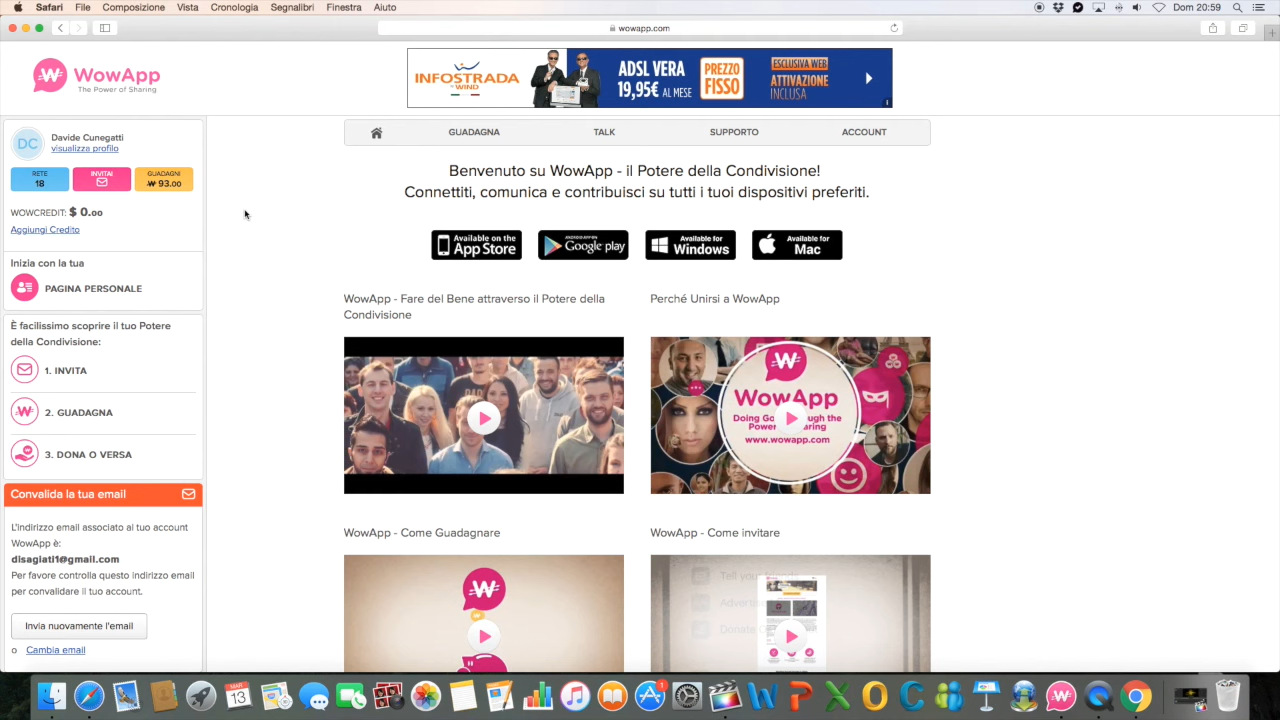 Safari File Composizione Vista Cronologia Segnalibri Finestra Aiuto
Dom 20:59
wowapp.com
WowApp
The Power of Sharing
INFOSTRADA
ADSL VERA
19,95€ AL MESE
PREZZO
FISSO
ESCLUSIVA WEB
ATTIVAZIONE
INCLUSA
DC
Davide Cunegatti
visualizza profilo
RETE
18
INVITAI
GUADAGNI
93.00
WOWCREDIT: $ 0.00
Aggiungi Credito
Inizia con la tua
PAGINA PERSONALE
È facilissimo scoprire il tuo Potere
della Condivisione:
1. INVITA
2. GUADAGNA
3. DONA O VERSA
Convalida la tua email
L'indirizzo email associato al tuo account
WowApp è:
disagiati1@gmail.com
Per favore controlla questo indirizzo email
per convalidare il tuo account.
Invia nuovamente l'email
o Cambia email
GUADAGNA TALK SUPPORTO ACCOUNT
Benvenuto su WowApp - il Potere della Condivisione!
Connettiti, comunica e contribuisci su tutti i tuoi dispositivi preferiti.
Available on the
App Store
ANDROID APP ON
Google play
Available for
Windows
Available for
Mac
WowApp - Fare del Bene attraverso il Potere della
Condivisione
Perché Unirsi a WowApp
WowApp
www.wowapp.com
WowApp - Come Guadagnare
WowApp - Come invitare
MAR
13
1